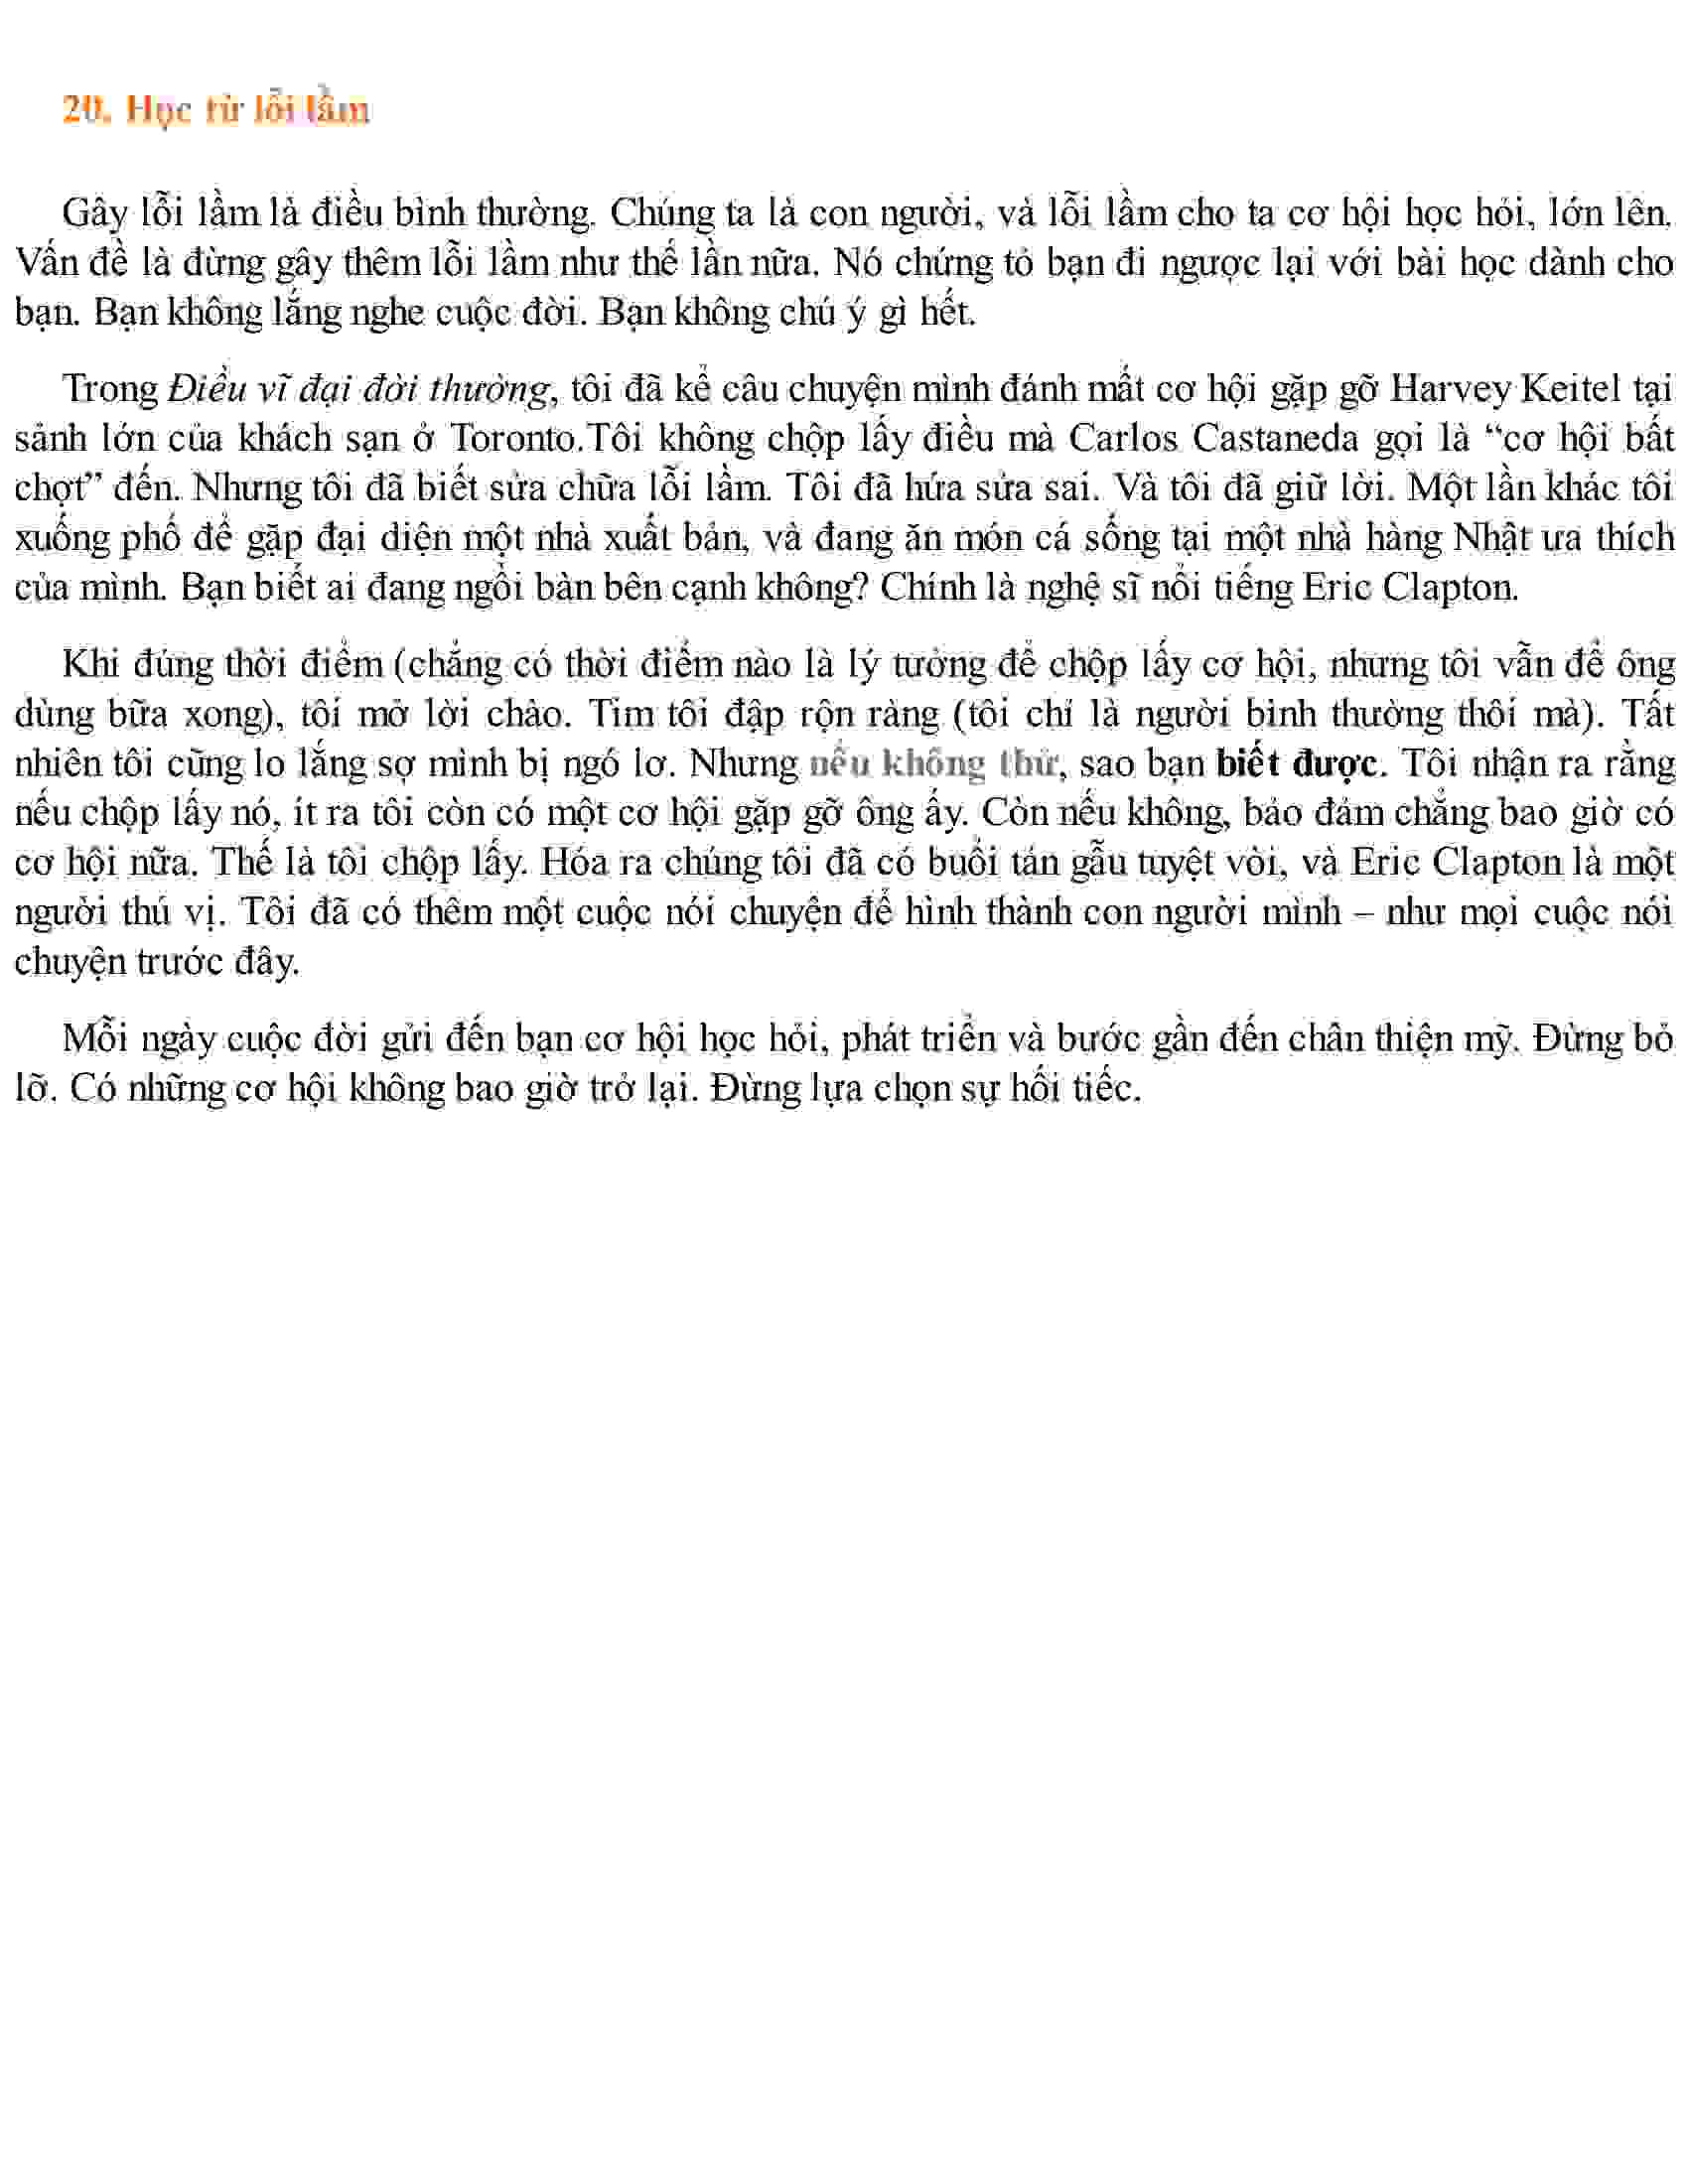 20. Học từ lỗi lầm
Gây lỗi lầm là điều bình thường. Chúng ta là con người, và lỗi lầm cho ta cơ hội học hỏi, lớn lên.
Vấn đề là đừng gây thêm lỗi lầm như thế lần nữa. Nó chứng tỏ bạn đi ngược lại với bài học dành cho
bạn. Bạn không lắng nghe cuộc đời. Bạn không chú ý gì hết.
Trong Điều vĩ đại đời thường, tôi đã kể câu chuyện mình đánh mất cơ hội gặp gỡ Harvey Keitel tại
sảnh lớn của khách sạn ở Toronto.Tôi không chộp lấy điều mà Carlos Castaneda gọi là “cơ hội bất
chợt” đến. Nhưng tôi đã biết sửa chữa lỗi lầm. Tôi đã hứa sửa sai. Và tôi đã giữ lời. Một lần khác tôi
xuống phố để gặp đại diện một nhà xuất bản, và đang ăn món cá sống tại một nhà hàng Nhật ưa thích
của mình. Bạn biết ai đang ngồi bàn bên cạnh không? Chính là nghệ sĩ nổi tiếng Eric Clapton.
Khi đúng thời điểm (chẳng có thời điểm nào là lý tưởng để chộp lấy cơ hội, nhưng tôi vẫn để ông
dùng bữa xong), tôi mở lời chào. Tim tôi đập rộn ràng (tôi chỉ là người bình thường thôi mà). Tất
nhiên tôi cũng lo lắng sợ mình bị ngó lơ. Nhưng nếu không thử, sao bạn biết được. Tôi nhận ra rằng
nếu chộp lấy nó, ít ra tôi còn có một cơ hội gặp gỡ ông ấy. Còn nếu không, bảo đảm chẳng bao giờ có
cơ hội nữa. Thế là tôi chộp lấy. Hóa ra chúng tôi đã có buổi tán gẫu tuyệt vời, và Eric Clapton là một
người thú vị. Tôi đã có thêm một cuộc nói chuyện để hình thành con người mình – như mọi cuộc nói
chuyện trước đây.
Mỗi ngày cuộc đời gửi đến bạn cơ hội học hỏi, phát triển và bước gần đến chân thiện mỹ. Đừng bỏ
lỡ. Có những cơ hội không bao giờ trở lại. Đừng lựa chọn sự hối tiếc.